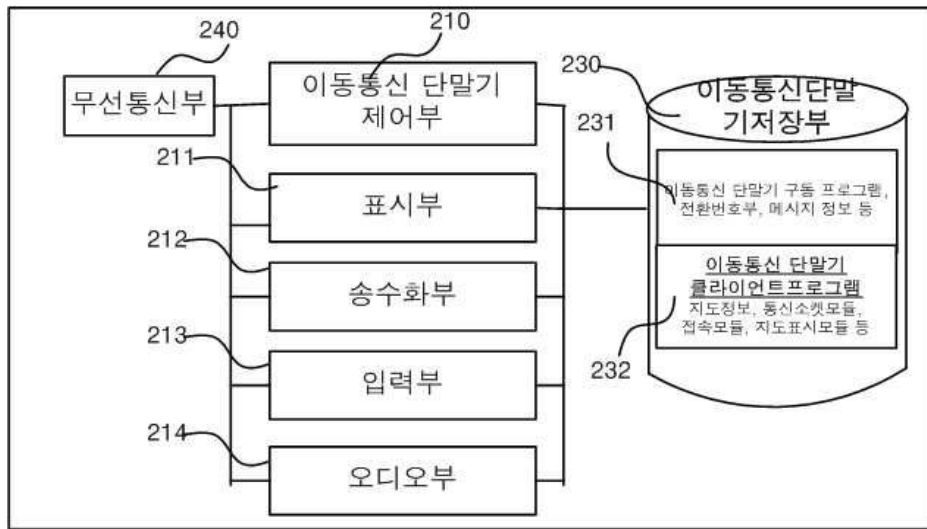 240
무선통신부
210
이동통신 단말기
제어부
211
표시부
212
송수화부
213
입력부
214
오디오부
230
이동통신단말
기저장부
231
이동통신 단말기 구동 프로그램,
전환번호부, 메시지 정보 등
이동통신 단말기
클라이언트프로그램
지도정보, 통신소켓모듈,
접속모듈, 지도표시모듈 등
232